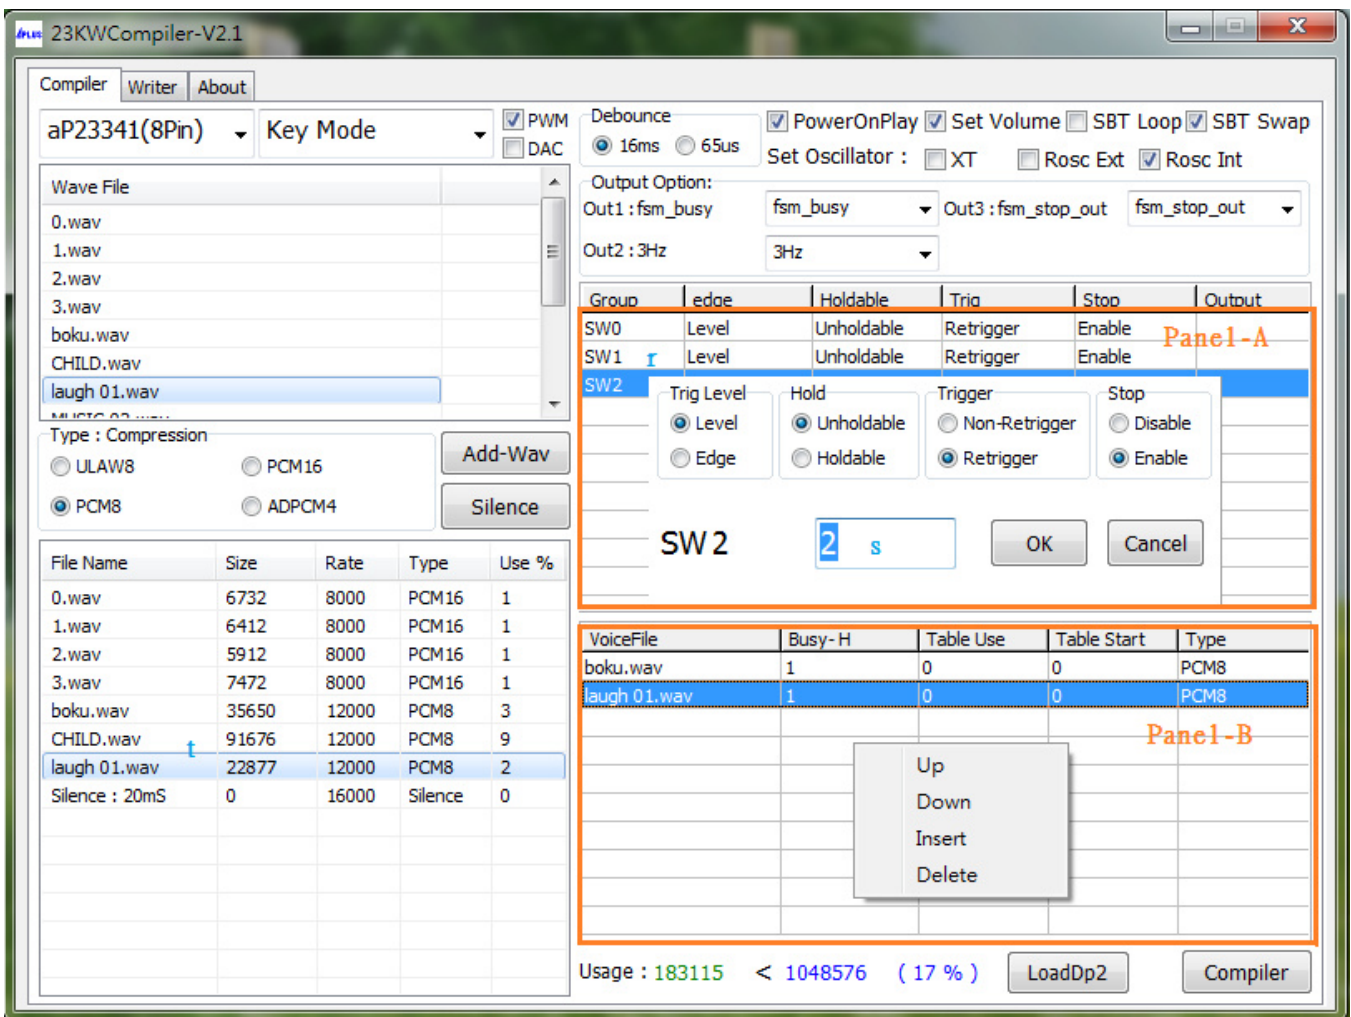 APLUS 23KWCompiler-V2.1
Compiler Writer About
aP23341(8Pin) Key Mode PWM DAC
Wave File
0.wav
1.wav
2.wav
3.wav
boku.wav
CHILD.wav
laugh 01.wav
Type : Compression
ULAW8 PCM16
PCM8 ADPCM4
Add-Wav
Silence
File Name Size Rate Type Use %
0.wav 6732 8000 PCM16 1
1.wav 6412 8000 PCM16 1
2.wav 5912 8000 PCM16 1
3.wav 7472 8000 PCM16 1
boku.wav 35650 12000 PCM8 3
CHILD.wav 91676 12000 PCM8 9
t
laugh 01.wav 22877 12000 PCM8 2
Silence : 20mS 0 16000 Silence 0
Debounce
16ms 65us
PowerOnPlay Set Volume SBT Loop SBT Swap
Set Oscillator : XT Rosc Ext Rosc Int
Output Option:
Out1 : fsm_busy fsm_busy Out3 : fsm_stop_out fsm_stop_out
Out2 : 3Hz 3Hz
Group edge Holdable Trig Stop Output
SW0 Level Unholdable Retrigger Enable
Panel-A
SW1 r Level Unholdable Retrigger Enable
SW2
Trig Level Hold Trigger Stop
Level Unholdable Non-Retrigger Disable
Edge Holdable Retrigger Enable
SW2 2 s OK Cancel
VoiceFile Busy-H Table Use Table Start Type
boku.wav 1 0 0 PCM8
laugh 01.wav 1 0 0 PCM8
Panel-B
Up
Down
Insert
Delete
Usage : 183115 < 1048576 ( 17 % ) LoadDp2 Compiler